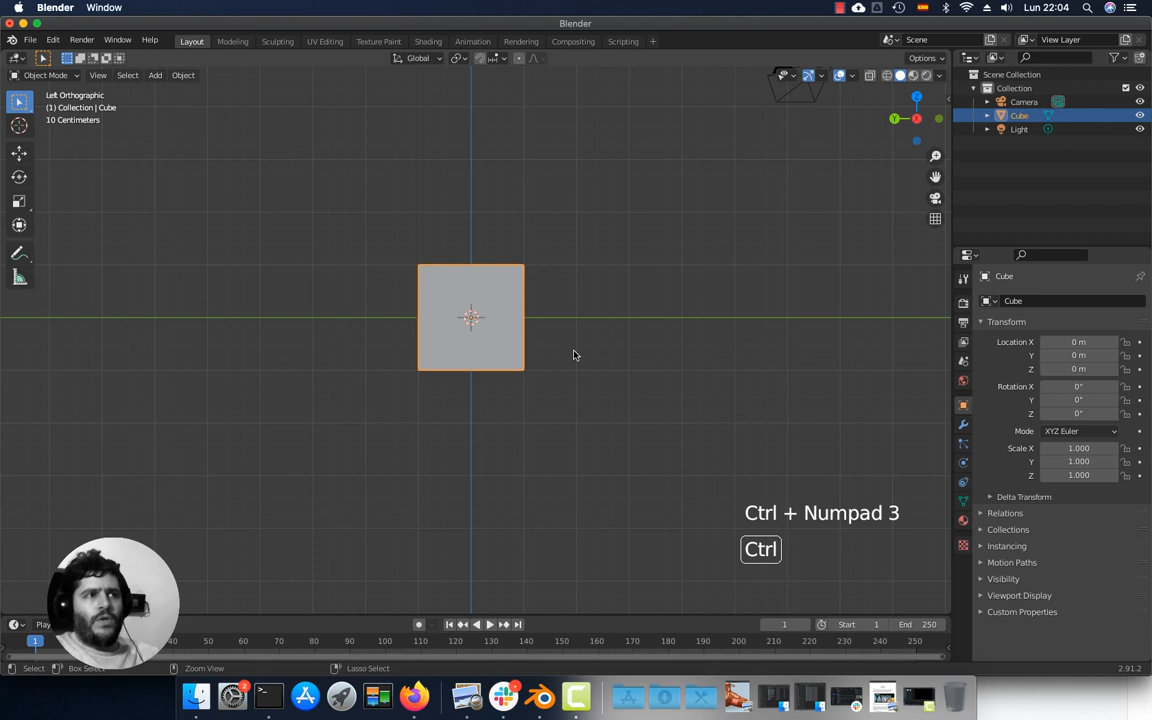 Blender Window Lun 22:04
Blender
File Edit Render Window Help Layout Modeling Sculpting UV Editing Texture Paint Shading Animation Rendering Compositing Scripting + Scene View Layer
Global Options
Object Mode View Select Add Object
Left Orthographic
(1) Collection | Cube
10 Centimeters
Z
Y X
Scene Collection
Collection
Camera
Cube
Light
Cube
Cube
Transform
Location X 0 m
Y 0 m
Z 0 m
Rotation X 0°
Y 0°
Z 0°
Mode XYZ Euler
Scale X 1.000
Y 1.000
Z 1.000
Delta Transform
Relations
Collections
Instancing
Motion Paths
Visibility
Viewport Display
Custom Properties
Ctrl + Numpad 3
Ctrl
Play 1 Start 1 End 250
1 40 50 60 70 80 90 100 110 120 130 140 150 160 170 180 190 200 210 220 230 240 250
Select Box Select Zoom View Lasso Select 2.91.2
2